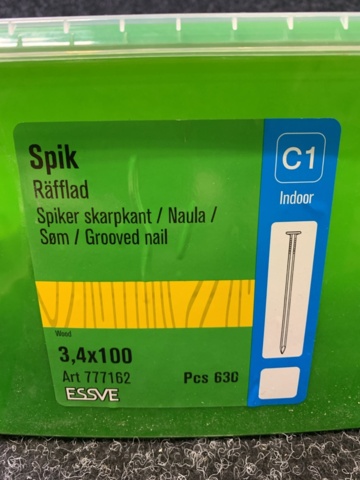 Spik
Räfflad
Spiker skarpkant / Naula /
Søm / Grooved nail
C1
Indoor
Wood
3,4x100
Art 777162 Pcs 630
ESSVE